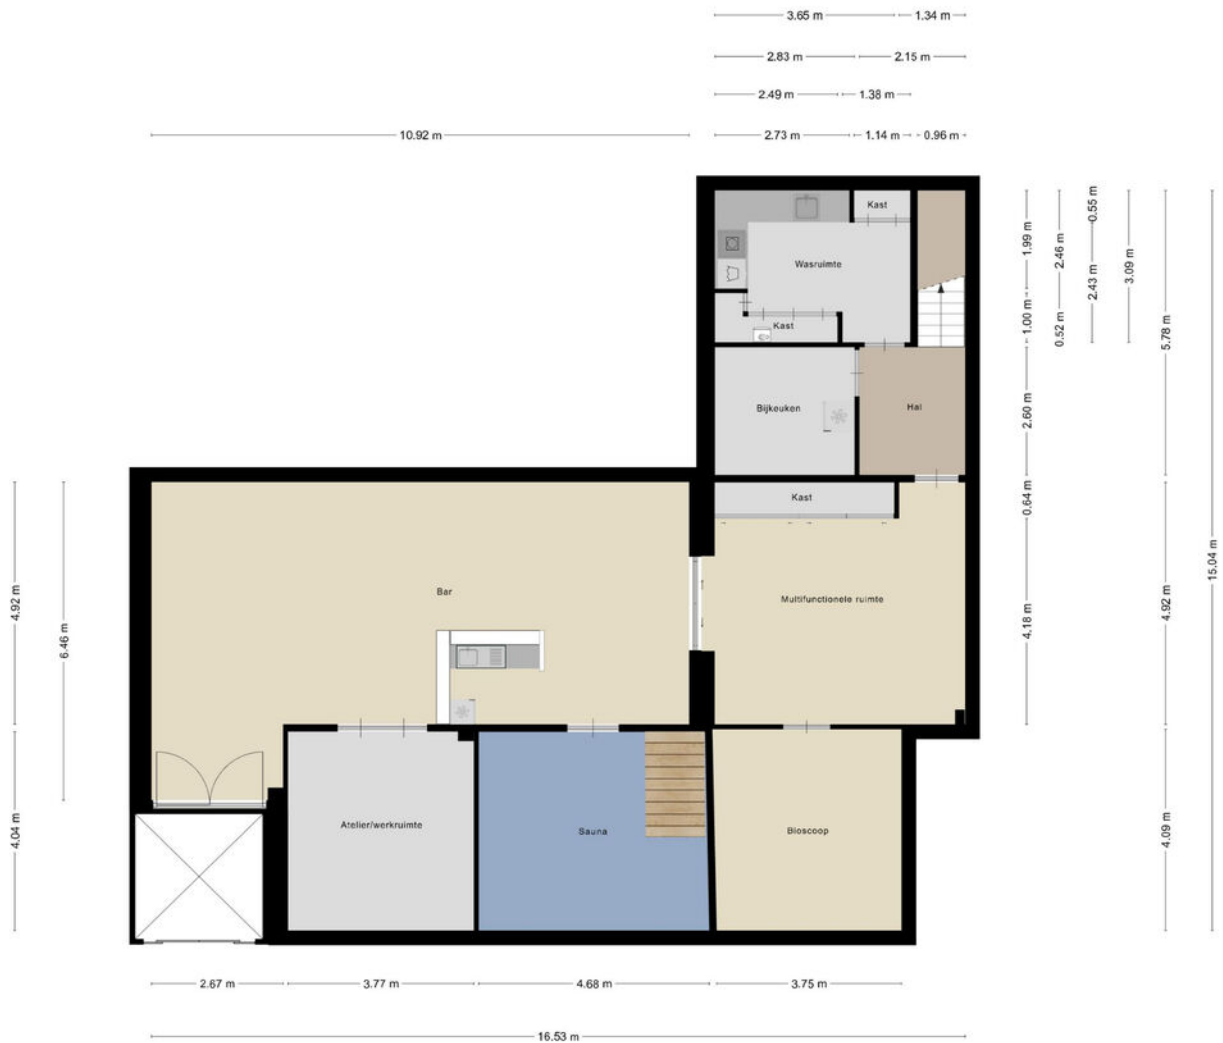 3.65 m
1.34 m
2.83 m
2.15 m
2.49 m
1.38 m
10.92 m
2.73 m
1.14 m
0.96 m
Kast
Wasruimte
Kast
Bijkeuken
Hal
Kast
Bar
Multifunctionele ruimte
Atelier/werkruimte
Sauna
Bioscoop
4.92 m
4.04 m
6.46 m
1.99 m
1.00 m
2.60 m
0.64 m
4.18 m
2.46 m
0.52 m
0.55 m
2.43 m
3.09 m
5.78 m
4.92 m
4.09 m
15.04 m
2.67 m
3.77 m
4.68 m
3.75 m
16.53 m